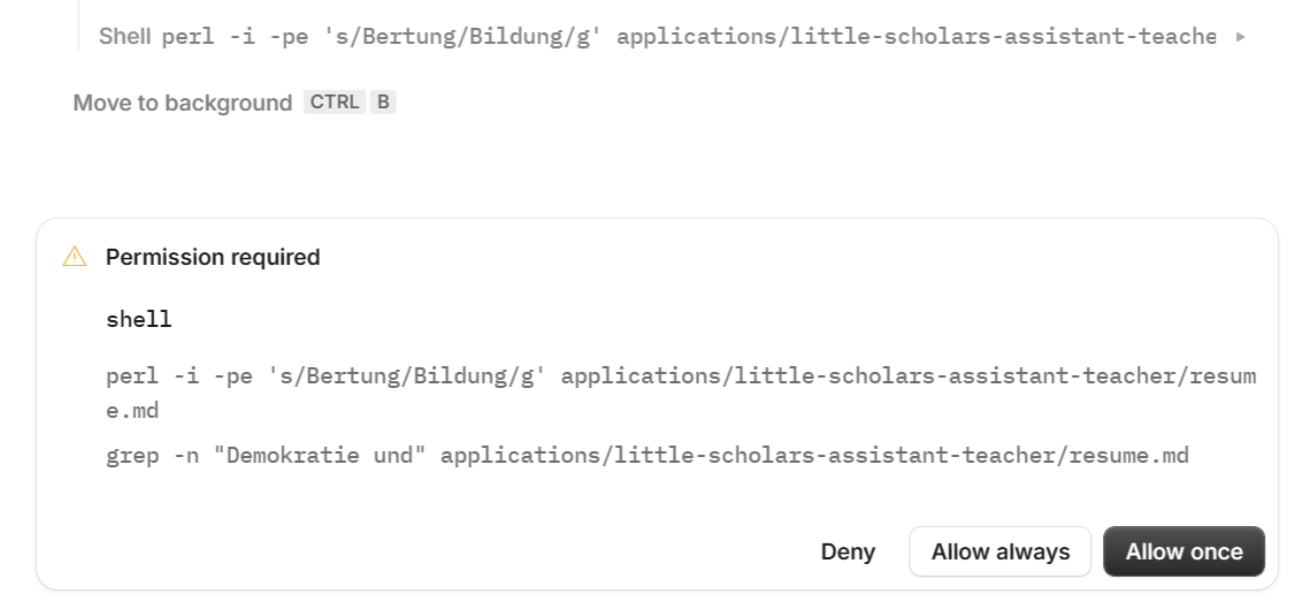 Shell perl -i -pe 's/Bertung/Bildung/g' applications/little-scholars-assistant-teache
Move to background CTRL B
Permission required
shell
perl -i -pe 's/Bertung/Bildung/g' applications/little-scholars-assistant-teacher/resum
e.md
grep -n "Demokratie und" applications/little-scholars-assistant-teacher/resume.md
Deny Allow always Allow once